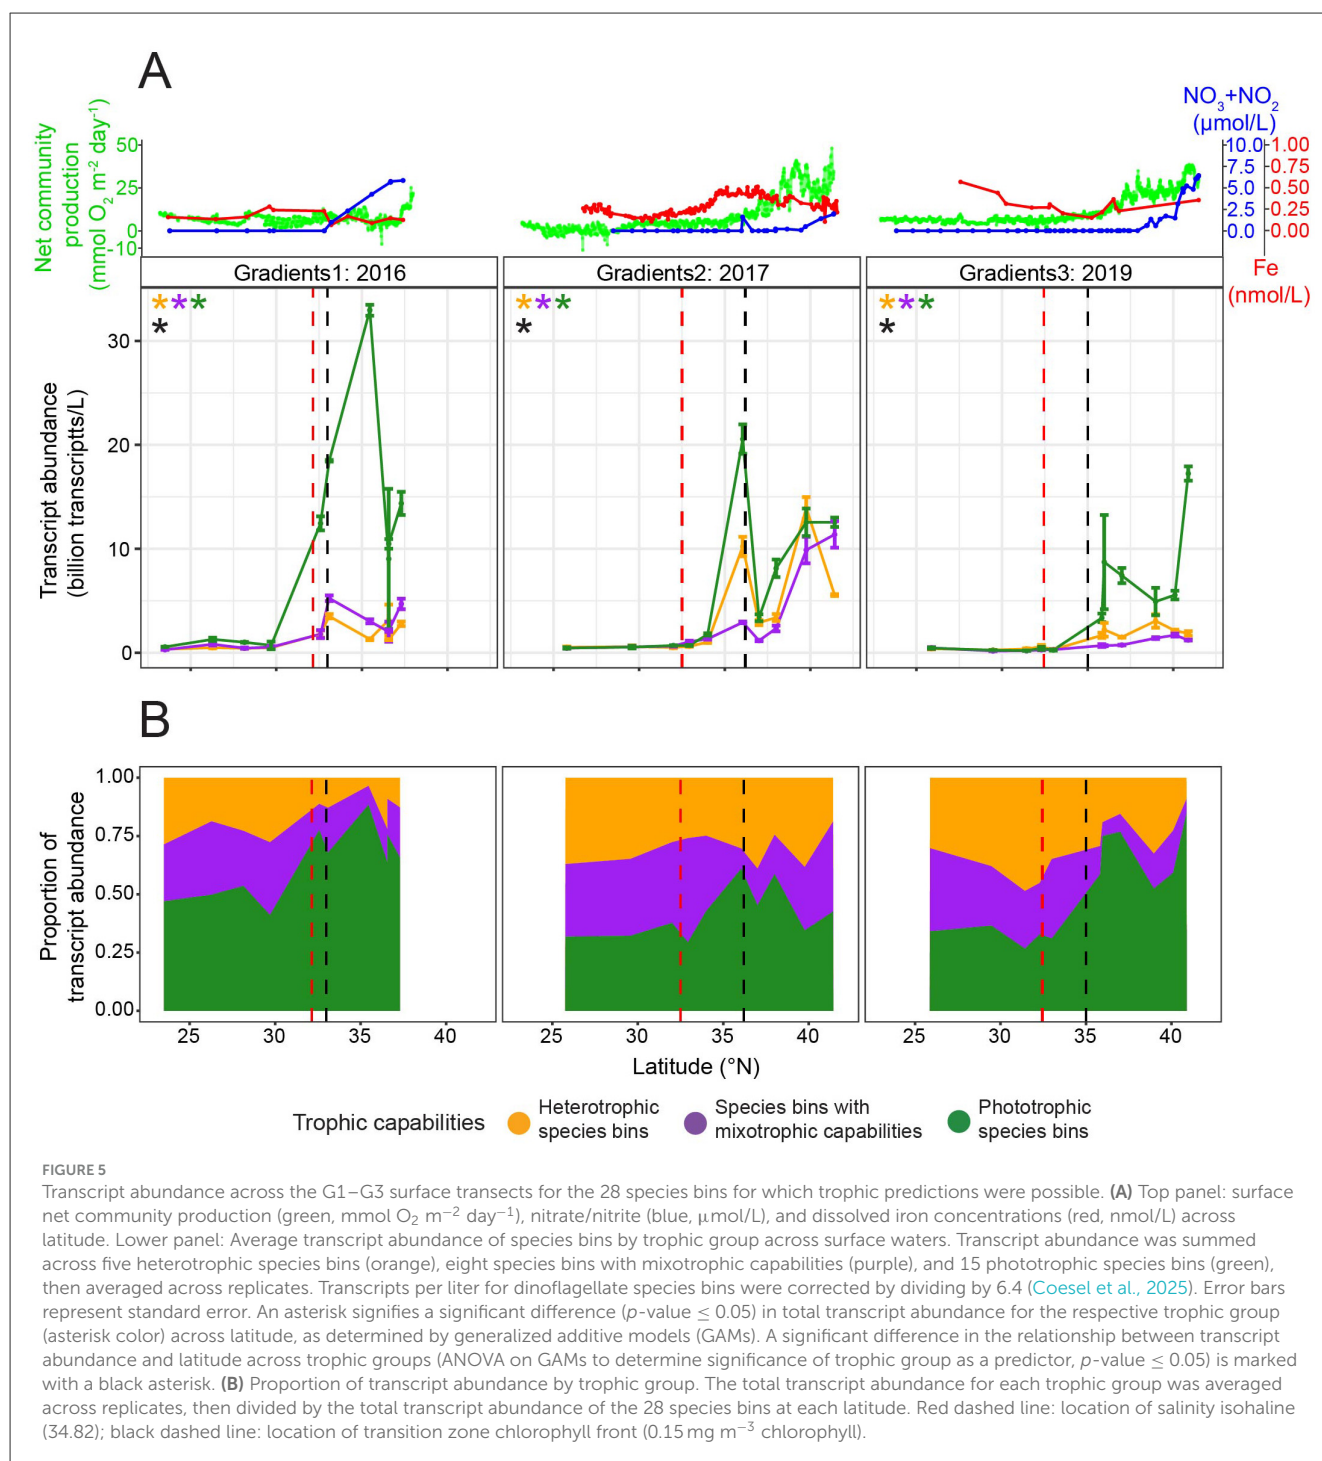 A
Net community
production
(mmol O2 m−2 day−1)
50
25
0
-10
NO3+NO2
(µmol/L)
10.0
7.5
5.0
2.5
0.0
1.00
0.75
0.50
0.25
0.00
Fe
(nmol/L)
Gradients1: 2016
Gradients2: 2017
Gradients3: 2019
* * *
*
* * *
*
* * *
*
Transcript abundance
(billion transcriptts/L)
30
20
10
0
B
Proportion of
transcript abundance
1.00
0.75
0.50
0.25
0.00
25 30 35 40
25 30 35 40
25 30 35 40
Latitude (°N)
Trophic capabilities
Heterotrophic
species bins
Species bins with
mixotrophic capabilities
Phototrophic
species bins
FIGURE 5
Transcript abundance across the G1–G3 surface transects for the 28 species bins for which trophic predictions were possible. (A) Top panel: surface
net community production (green, mmol O2 m−2 day−1), nitrate/nitrite (blue, µmol/L), and dissolved iron concentrations (red, nmol/L) across
latitude. Lower panel: Average transcript abundance of species bins by trophic group across surface waters. Transcript abundance was summed
across five heterotrophic species bins (orange), eight species bins with mixotrophic capabilities (purple), and 15 phototrophic species bins (green),
then averaged across replicates. Transcripts per liter for dinoflagellate species bins were corrected by dividing by 6.4 (Coesel et al., 2025). Error bars
represent standard error. An asterisk signifies a significant difference (p-value ≤ 0.05) in total transcript abundance for the respective trophic group
(asterisk color) across latitude, as determined by generalized additive models (GAMs). A significant difference in the relationship between transcript
abundance and latitude across trophic groups (ANOVA on GAMs to determine significance of trophic group as a predictor, p-value ≤ 0.05) is marked
with a black asterisk. (B) Proportion of transcript abundance by trophic group. The total transcript abundance for each trophic group was averaged
across replicates, then divided by the total transcript abundance of the 28 species bins at each latitude. Red dashed line: location of salinity isohaline
(34.82); black dashed line: location of transition zone chlorophyll front (0.15 mg m−3 chlorophyll).